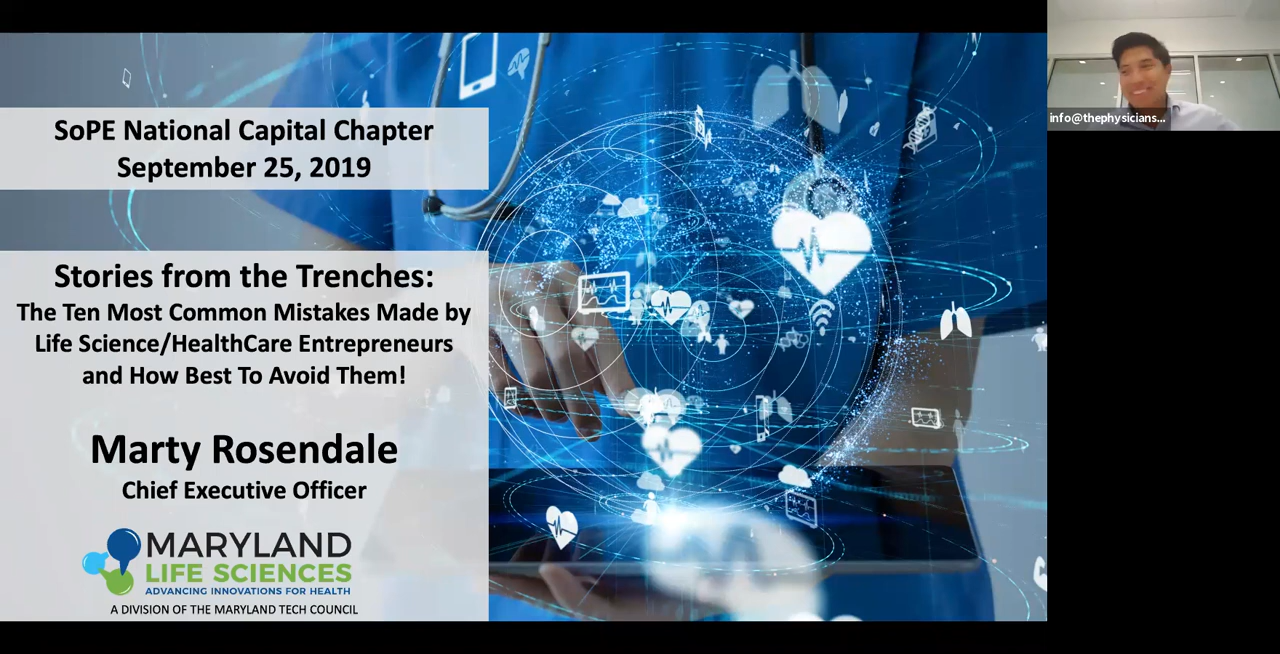 SoPE National Capital Chapter
September 25, 2019
Stories from the Trenches:
The Ten Most Common Mistakes Made by
Life Science/HealthCare Entrepreneurs
and How Best To Avoid Them!
Marty Rosendale
Chief Executive Officer
MARYLAND
LIFE SCIENCES
ADVANCING INNOVATIONS FOR HEALTH
A DIVISION OF THE MARYLAND TECH COUNCIL
info@thephysicians...